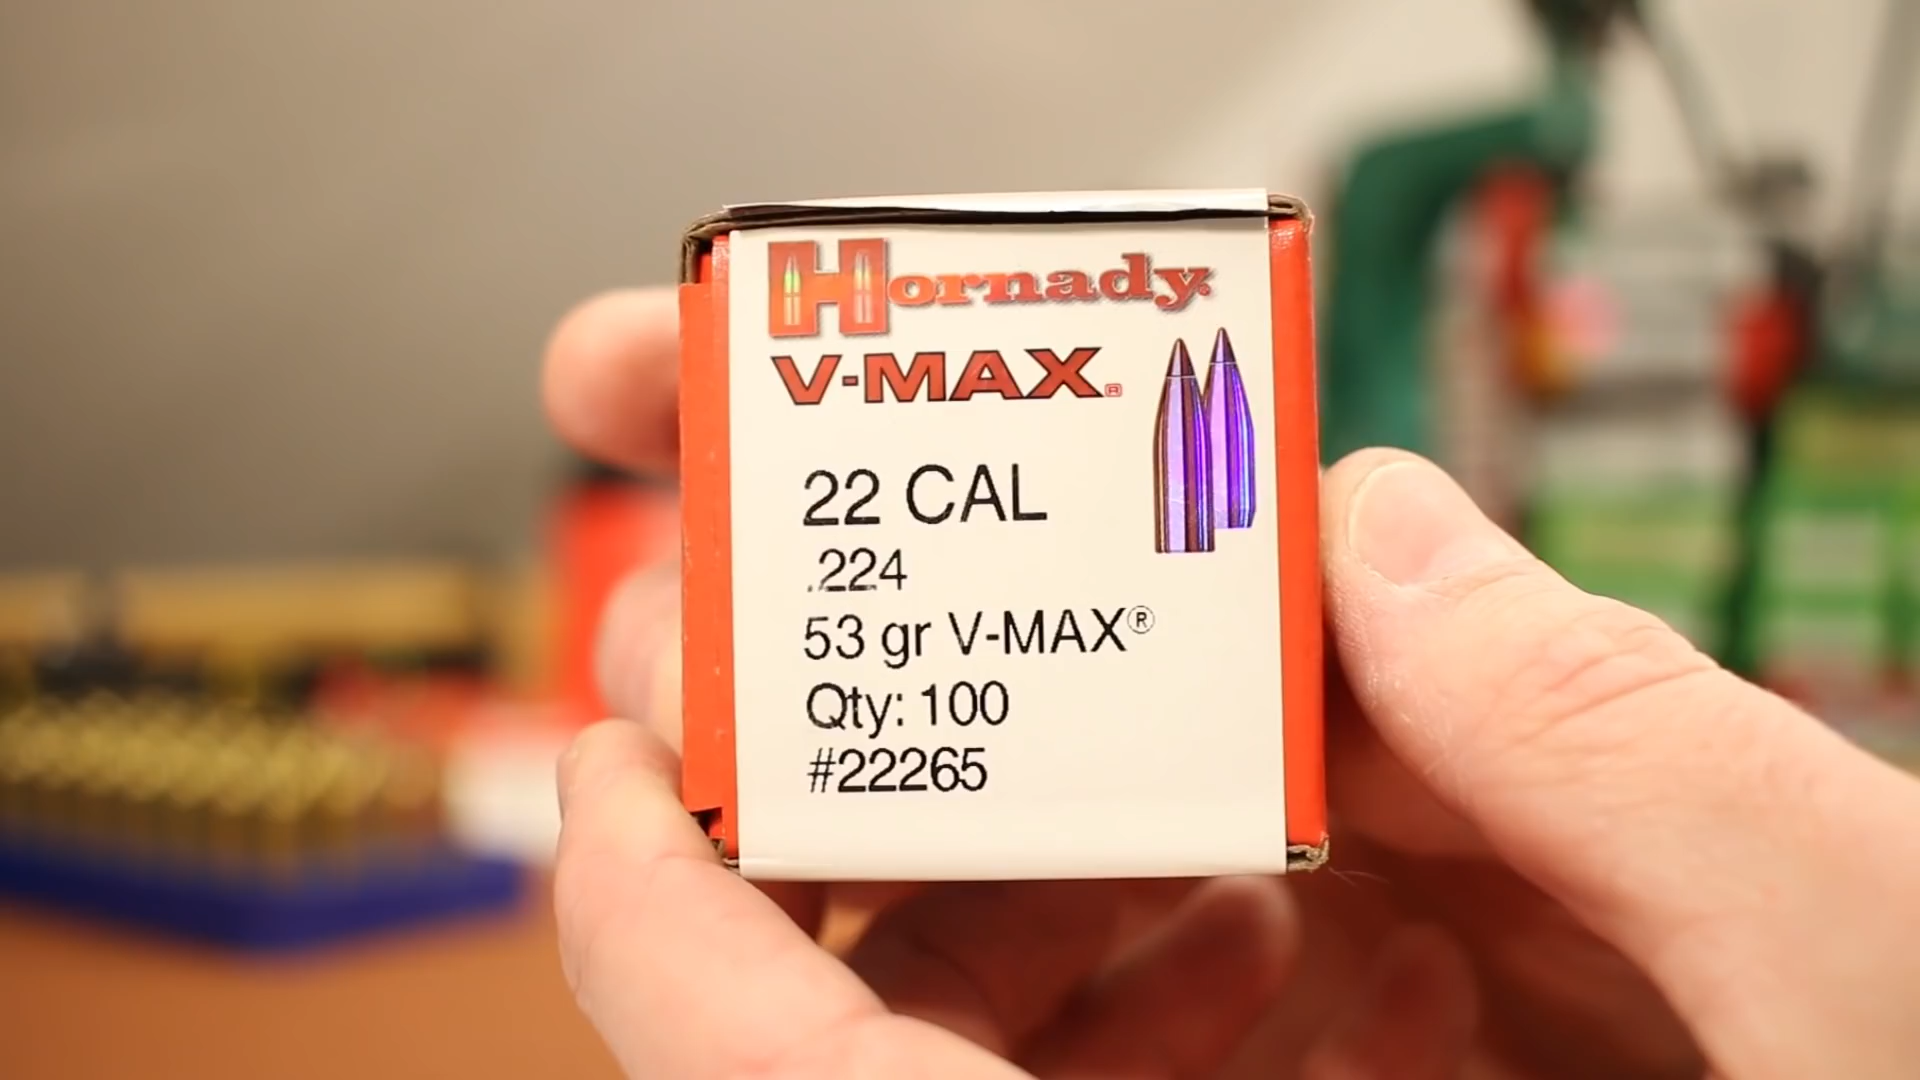 Hornady
V-MAX®
22 CAL
.224
53 gr V-MAX®
Qty: 100
#22265